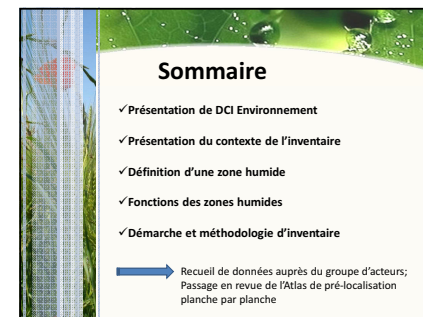 Sommaire
✓Présentation de DCI Environnement
✓Présentation du contexte de l'inventaire
✓Définition d'une zone humide
✓Fonctions des zones humides
✓Démarche et méthodologie d'inventaire
Recueil de données auprès du groupe d'acteurs;
Passage en revue de l'Atlas de pré-localisation
planche par planche